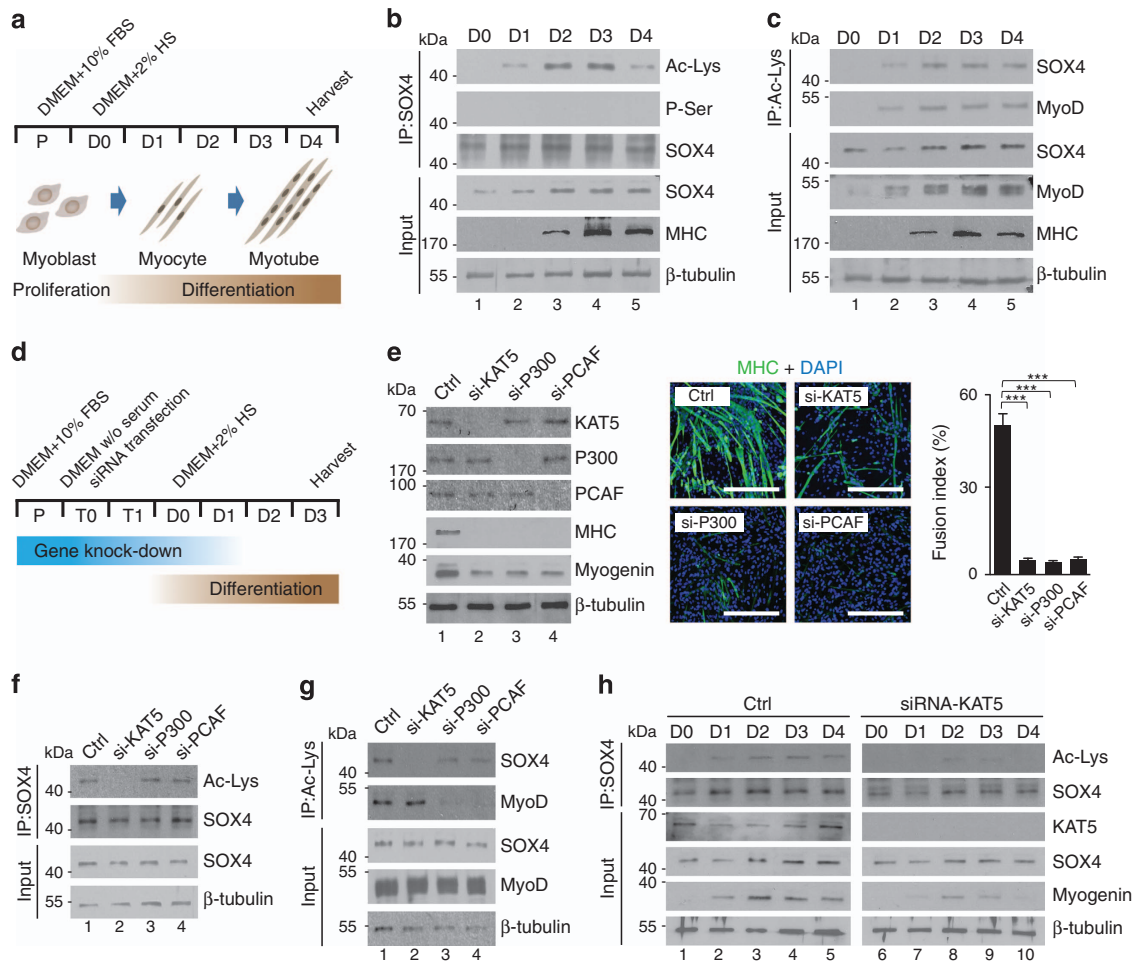 a
DMEM+10% FBS
DMEM+2% HS
Harvest
P D0 D1 D2 D3 D4
Myoblast Myocyte Myotube
Proliferation Differentiation
b
kDa D0 D1 D2 D3 D4
IP:SOX4
40 Ac-Lys
40 P-Ser
40 SOX4
Input
40 SOX4
170 MHC
55 β-tubulin
1 2 3 4 5
c
kDa D0 D1 D2 D3 D4
IP:Ac-Lys
40 SOX4
55 MyoD
Input
40 SOX4
55 MyoD
170 MHC
55 β-tubulin
1 2 3 4 5
d
DMEM+10% FBS
DMEM w/o serum
siRNA transfection
DMEM+2% HS
Harvest
P T0 T1 D0 D1 D2 D3
Gene knock-down
Differentiation
e
kDa Ctrl si-KAT5 si-P300 si-PCAF
70 KAT5
170 P300
100 PCAF
170 MHC
40 Myogenin
55 β-tubulin
1 2 3 4
MHC + DAPI
Ctrl si-KAT5
si-P300 si-PCAF
Fusion index (%)
60
30
0
***
***
***
Ctrl si-KAT5 si-P300 si-PCAF
f
kDa Ctrl si-KAT5 si-P300 si-PCAF
IP:SOX4
40 Ac-Lys
40 SOX4
Input
40 SOX4
55 β-tubulin
1 2 3 4
g
kDa Ctrl si-KAT5 si-P300 si-PCAF
IP:Ac-Lys
40 SOX4
55 MyoD
Input
40 SOX4
55 MyoD
55 β-tubulin
1 2 3 4
h
Ctrl siRNA-KAT5
kDa D0 D1 D2 D3 D4 D0 D1 D2 D3 D4
IP:SOX4
40 Ac-Lys
40 SOX4
Input
70 KAT5
40 SOX4
40 Myogenin
55 β-tubulin
1 2 3 4 5 6 7 8 9 10